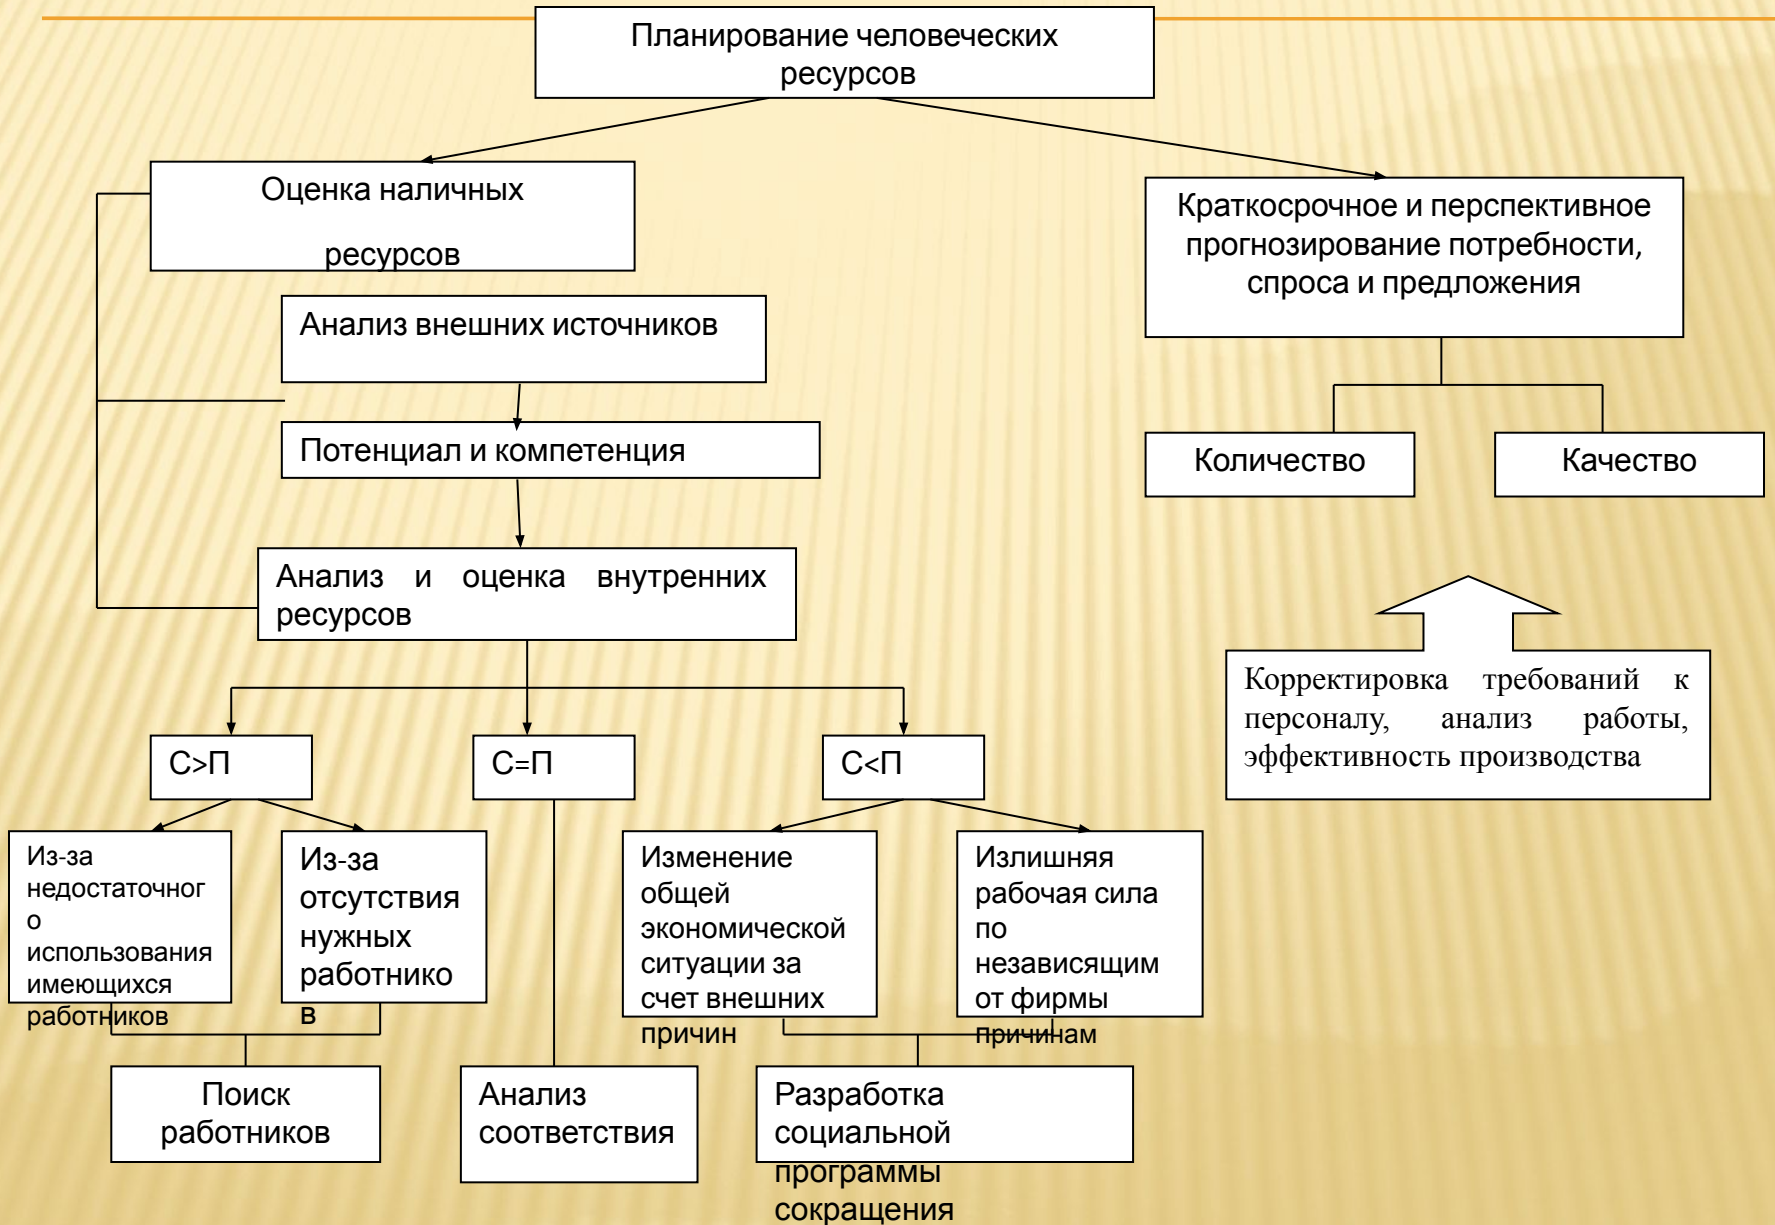 Планирование человеческих
ресурсов
Оценка наличных
ресурсов
Краткосрочное и перспективное
прогнозирование потребности,
спроса и предложения
Анализ внешних источников
Потенциал и компетенция
Количество
Качество
Анализ и оценка внутренних
ресурсов
Корректировка требований к
персоналу, анализ работы,
эффективность производства
С>П
С=П
С<П
Из-за
недостаточног
о
использования
имеющихся
работников
Из-за
отсутствия
нужных
работнико
в
Изменение
общей
экономической
ситуации за
счет внешних
причин
Излишняя
рабочая сила
по
независящим
от фирмы
причинам
Поиск
работников
Анализ
соответствия
Разработка
социальной
программы
сокращения